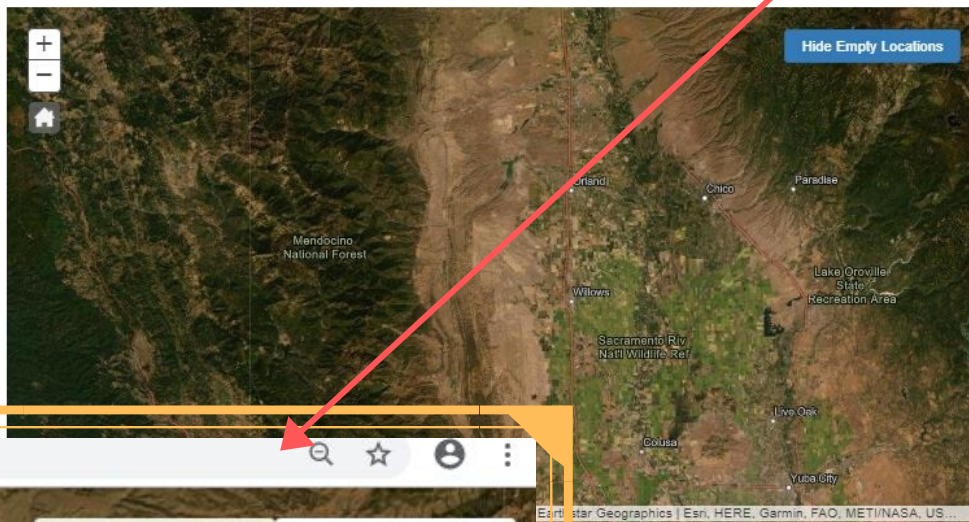 +
Hide Empty Locations
−
Orland
Paradise
Chico
Mendocino
National Forest
Lake Oroville
State
Recreation Area
Willows
Sacramento Riv
Nat'l Wildlife Ref
Live Oak
Colusa
Yuba City
Earthstar Geographics | Esri, HERE, Garmin, FAO, METI/NASA, US...